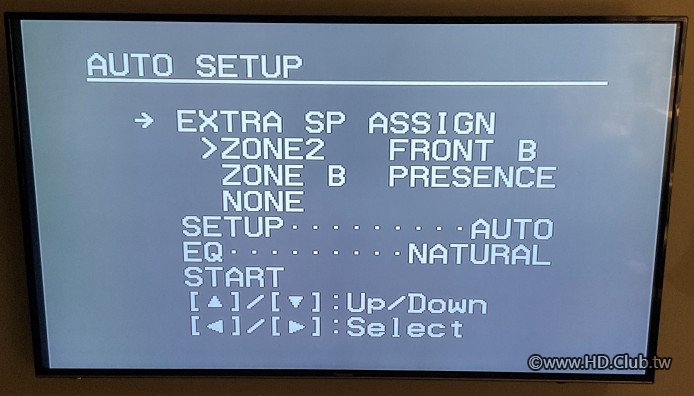 AUTO SETUP
→ EXTRA SP ASSIGN
>ZONE2 FRONT B
ZONE B PRESENCE
NONE
SETUP·········AUTO
EQ·········NATURAL
START
[▲]/[▼]:Up/Down
[◀]/[▶]:Select
©www.HD.Club.tw